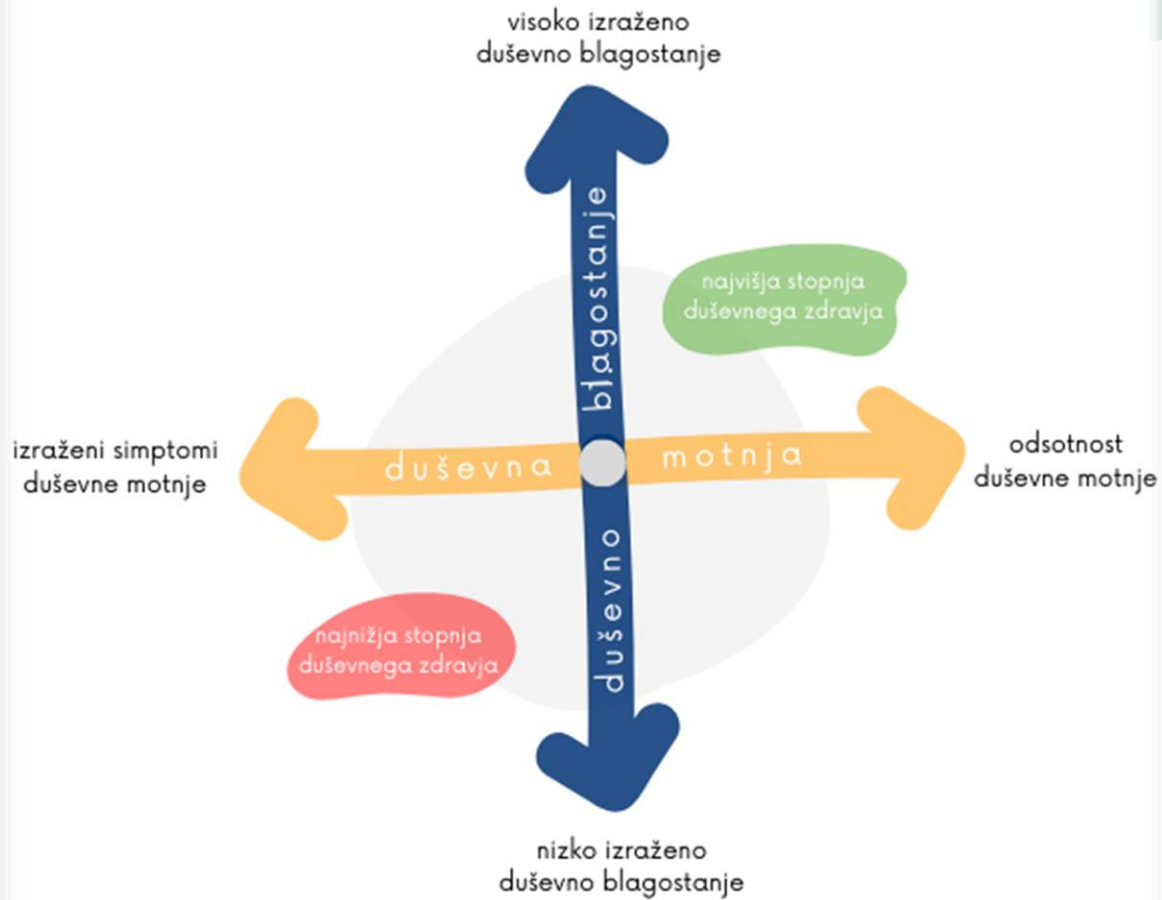 visoko izraženo
duševno blagostanje
duševno blagostanje
najvišja stopnja
duševnega zdravja
izraženi simptomi
duševne motnje
duševna motnja
odsotnost
duševne motnje
najnižja stopnja
duševnega zdravja
nizko izraženo
duševno blagostanje